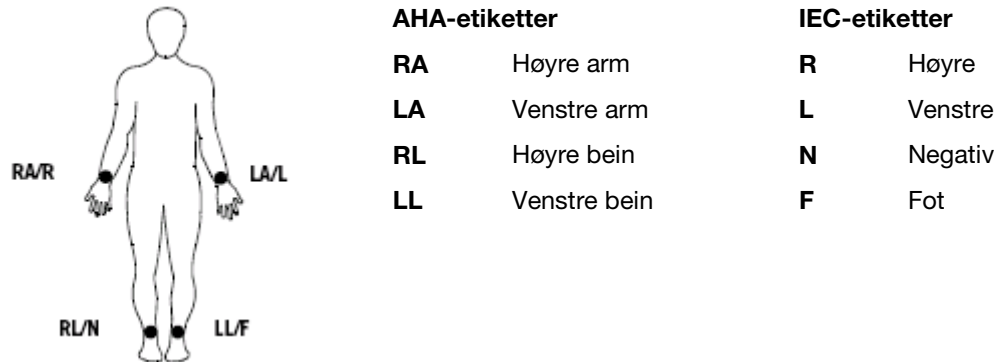 AHA-etiketter IEC-etiketter
RA Høyre arm R Høyre
LA Venstre arm L Venstre
RL Høyre bein N Negativ
LL Venstre bein F Fot
RA/R LA/L
RL/N LL/F